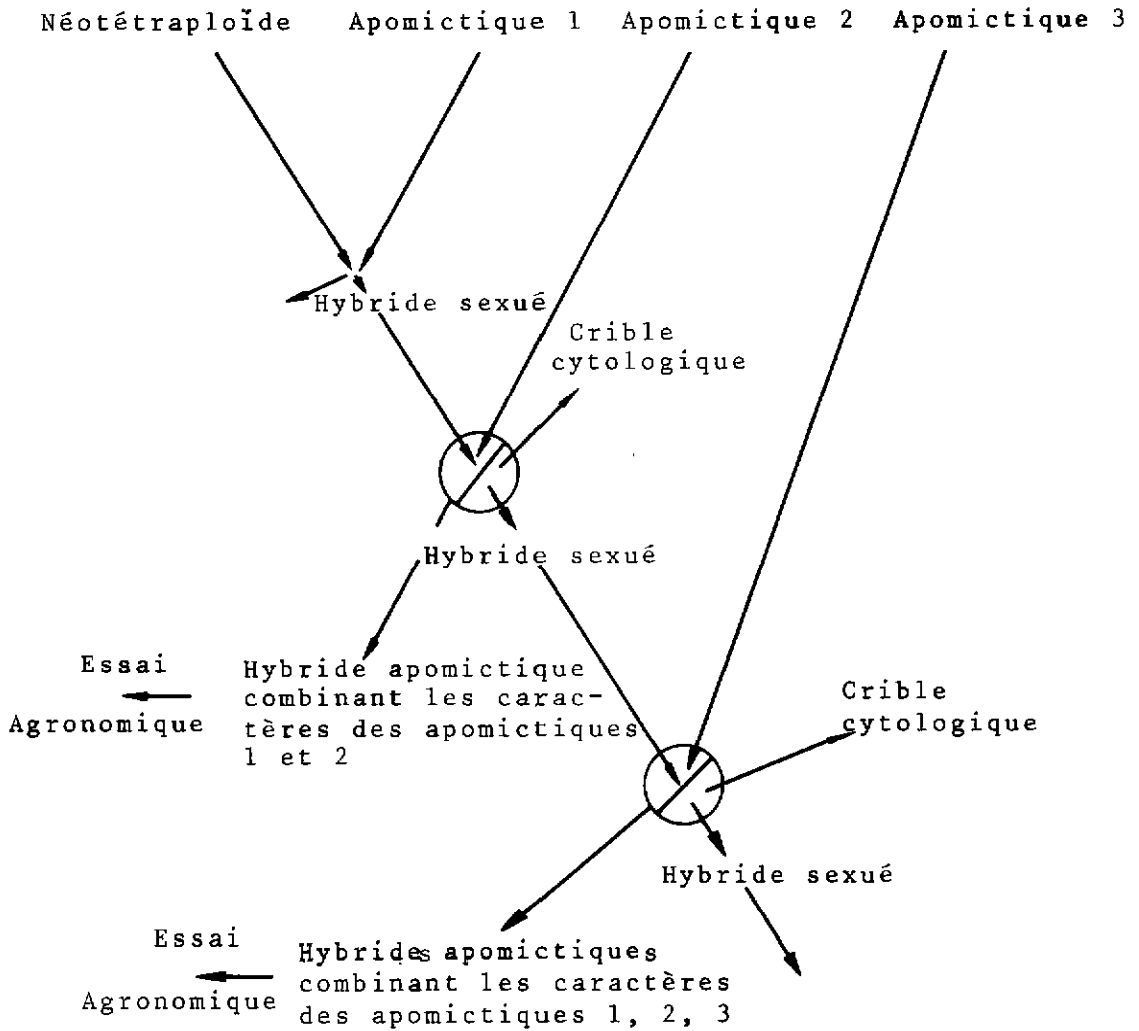 Néotétraploïde Apomictique 1 Apomictique 2 Apomictique 3
Hybride sexué
Crible
cytologique
Hybride sexué
Essai
Agronomique
Hybride apomictique
combinant les carac-
tères des apomictiques
1 et 2
Crible
cytologique
Hybride sexué
Essai
Agronomique
Hybrides apomictiques
combinant les caractères
des apomictiques 1, 2, 3